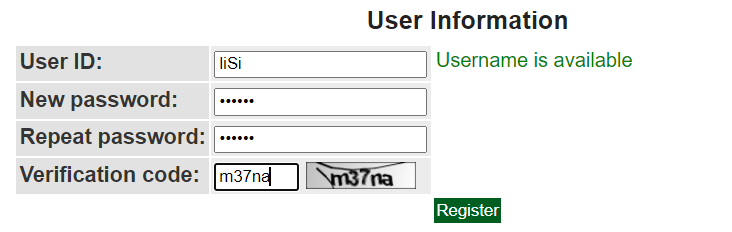 User Information
User ID: liSi Username is available
New password: ••••••
Repeat password: ••••••
Verification code: m37na m37na
Register